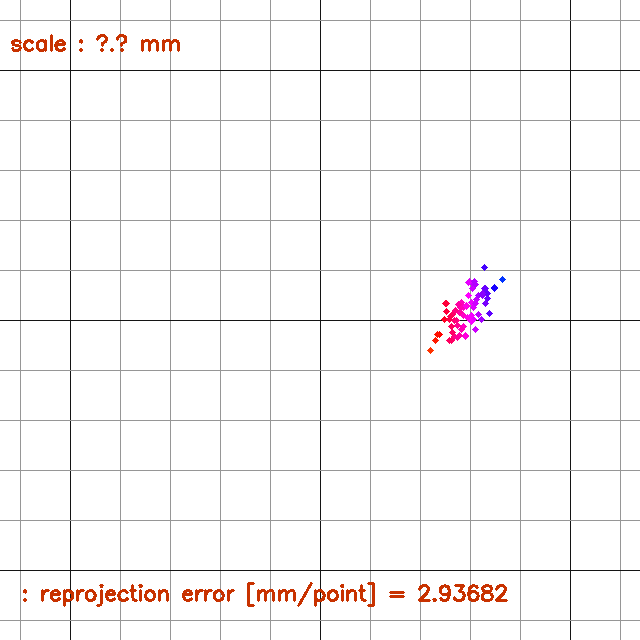 scale : ?.? mm
: reprojection error [mm/point] = 2.93682